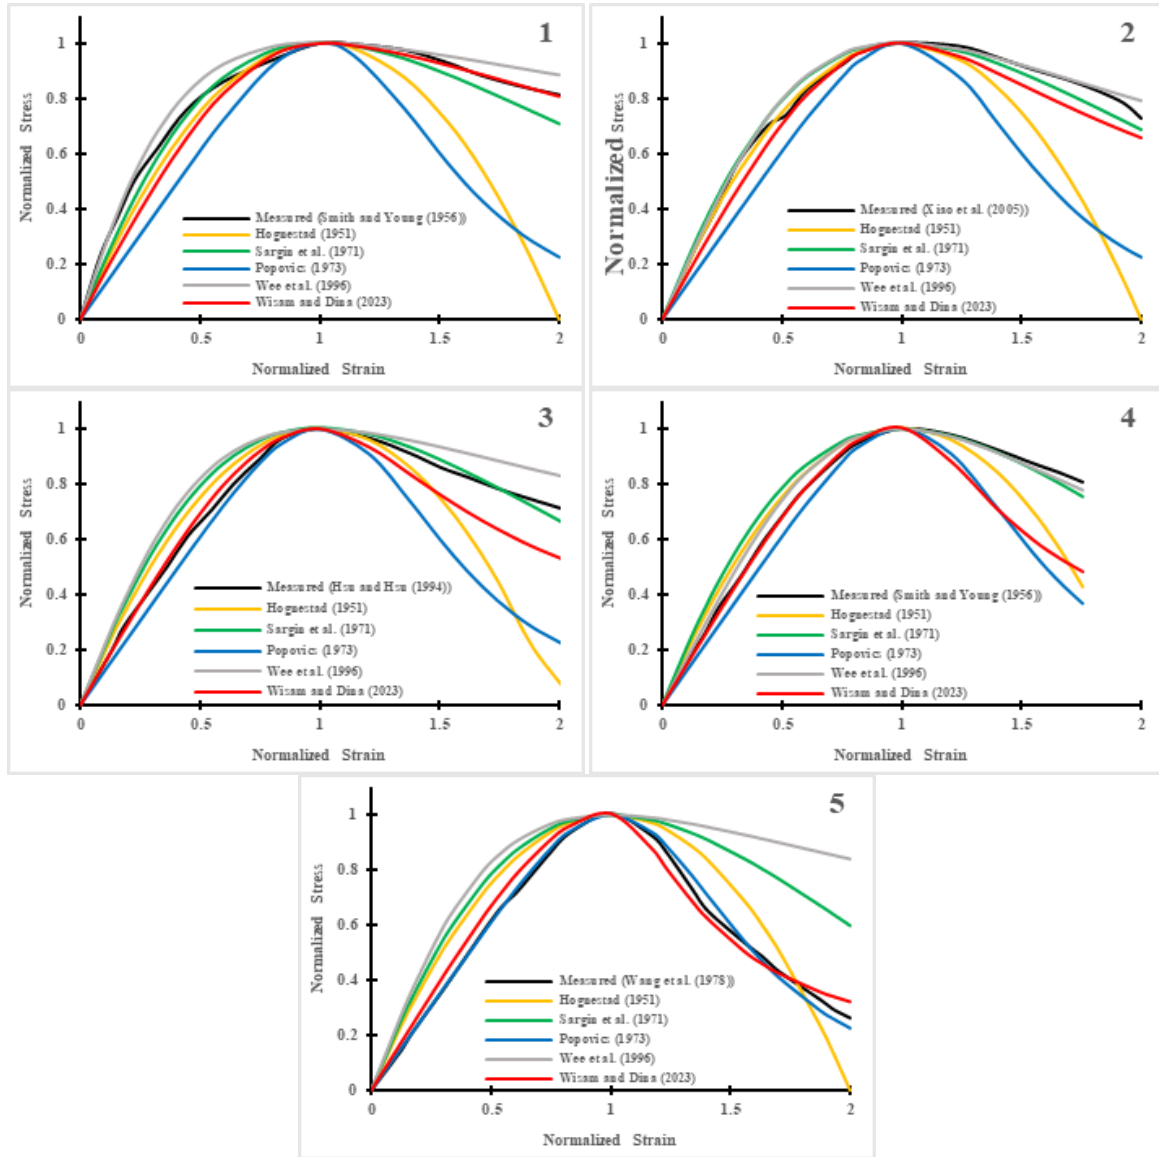 1
1
0.8
0.6
0.4
0.2
0
0
0.5
1
1.5
2
Normalized Stress
Normalized Strain
Measured (Smith and Young (1956))
Hognestad (1951)
Sargin et al. (1971)
Popovics (1973)
Wee et al. (1996)
Wisam and Dina (2023)
2
1
0.8
0.6
0.4
0.2
0
0
0.5
1
1.5
2
Normalized Stress
Normalized Strain
Measured (Xiao et al. (2005))
Hognestad (1951)
Sargin et al. (1971)
Popovics (1973)
Wee et al. (1996)
Wisam and Dina (2023)
3
1
0.8
0.6
0.4
0.2
0
0
0.5
1
1.5
2
Normalized Stress
Normalized Strain
Measured (Hsu and Hsu (1994))
Hognestad (1951)
Sargin et al. (1971)
Popovics (1973)
Wee et al. (1996)
Wisam and Dina (2023)
4
1
0.8
0.6
0.4
0.2
0
0
0.5
1
1.5
2
Normalized Stress
Normalized Strain
Measured (Smith and Young (1956))
Hognestad (1951)
Sargin et al. (1971)
Popovics (1973)
Wee et al. (1996)
Wisam and Dina (2023)
5
1
0.8
0.6
0.4
0.2
0
0
0.5
1
1.5
2
Normalized Stress
Normalized Strain
Measured (Wang et al. (1978))
Hognestad (1951)
Sargin et al. (1971)
Popovics (1973)
Wee et al. (1996)
Wisam and Dina (2023)